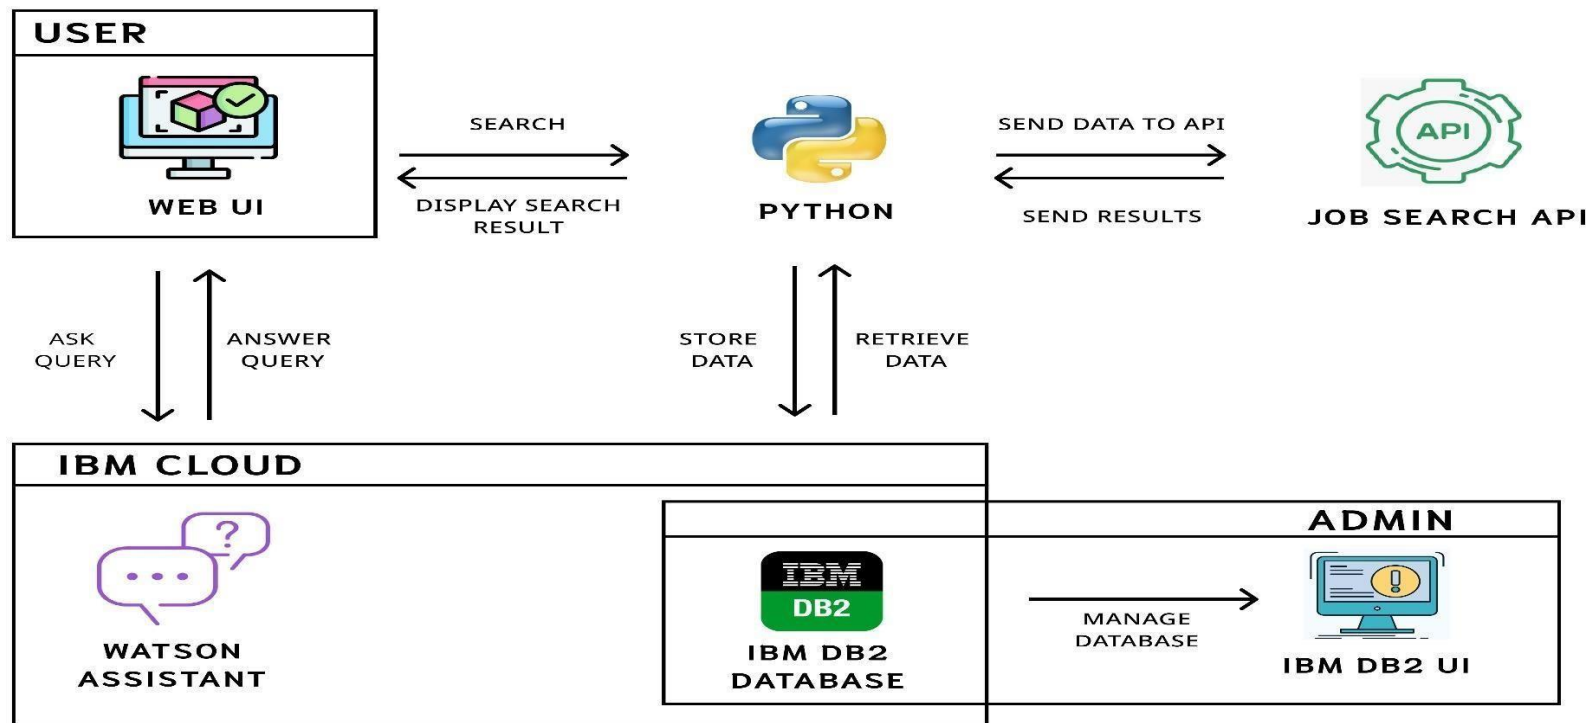 USER
WEB UI
SEARCH
DISPLAY SEARCH
RESULT
PYTHON
SEND DATA TO API
SEND RESULTS
API
JOB SEARCH API
ASK
QUERY
ANSWER
QUERY
STORE
DATA
RETRIEVE
DATA
IBM CLOUD
?
WATSON
ASSISTANT
ADMIN
IBM
DB2
IBM DB2
DATABASE
MANAGE
DATABASE
!
IBM DB2 UI